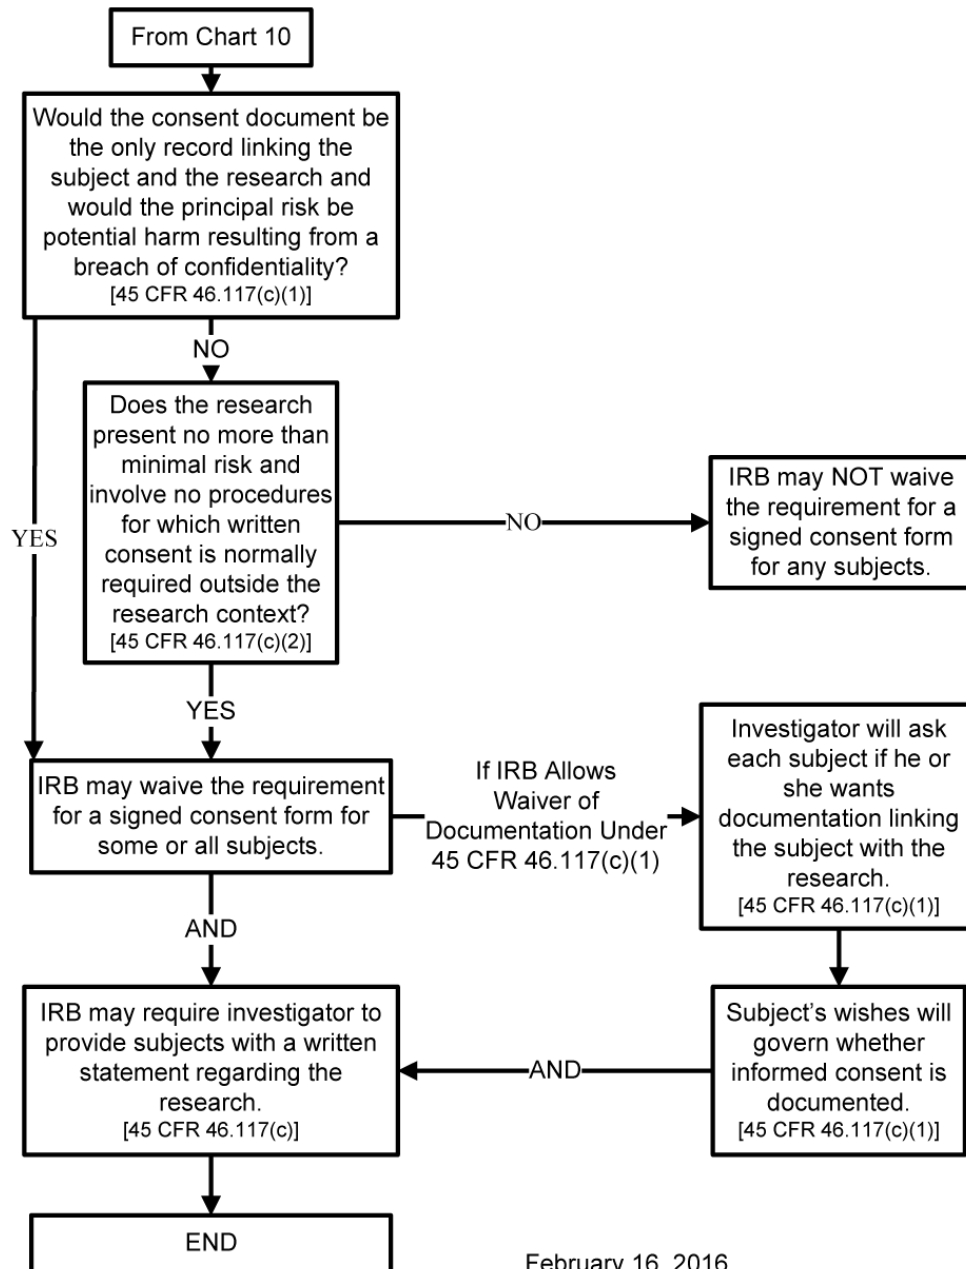 From Chart 10
Would the consent document be
the only record linking the
subject and the research and
would the principal risk be
potential harm resulting from a
breach of confidentiality?
[45 CFR 46.117(c)(1)]
NO
YES
Does the research
present no more than
minimal risk and
involve no procedures
for which written
consent is normally
required outside the
research context?
[45 CFR 46.117(c)(2)]
NO
IRB may NOT waive
the requirement for a
signed consent form
for any subjects.
YES
IRB may waive the requirement
for a signed consent form for
some or all subjects.
If IRB Allows
Waiver of
Documentation Under
45 CFR 46.117(c)(1)
Investigator will ask
each subject if he or
she wants
documentation linking
the subject with the
research.
[45 CFR 46.117(c)(1)]
AND
IRB may require investigator to
provide subjects with a written
statement regarding the
research.
[45 CFR 46.117(c)]
AND
Subject's wishes will
govern whether
informed consent is
documented.
[45 CFR 46.117(c)(1)]
END
February 16, 2016